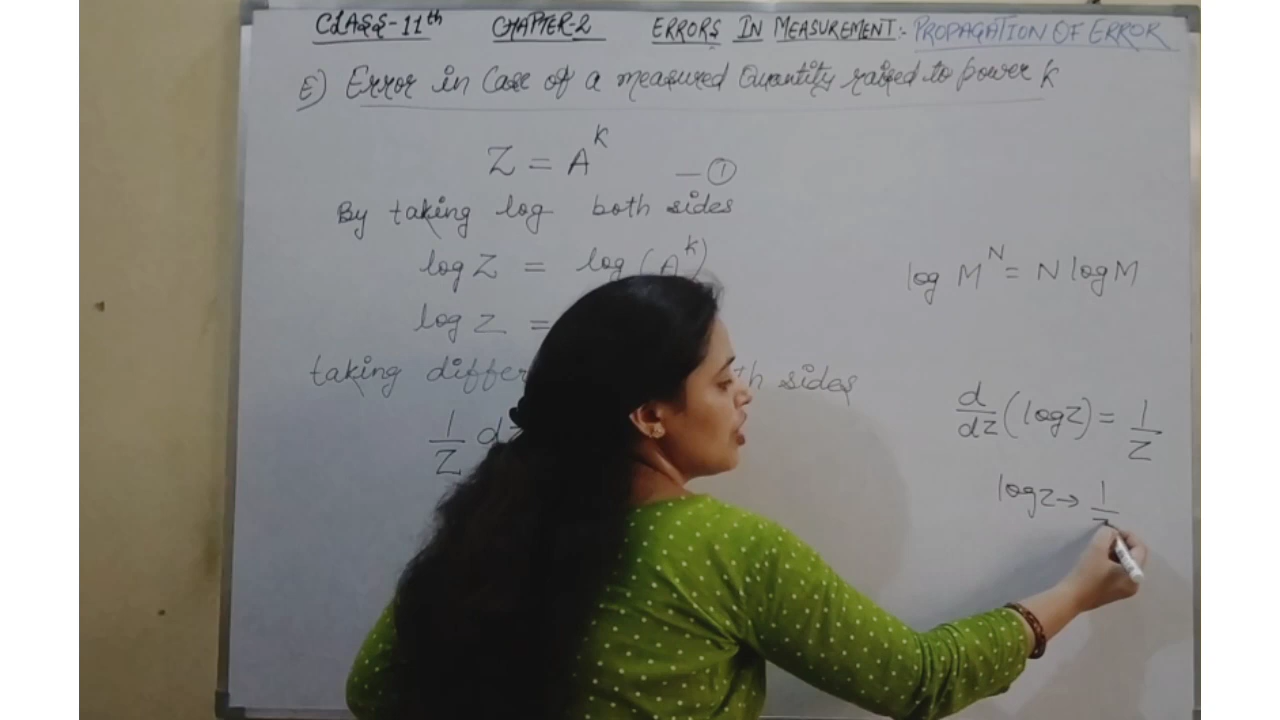 CLASS-11th CHAPTER-2 ERRORS IN MEASUREMENT:- PROPAGATION OF ERROR
E) Error in Case of a measured Quantity raised to power k
Z = A^k —①
By taking log both sides
log Z = log (A^k)
log M^N = N log M
log Z =
taking sides
d/dz (log z) = 1/z
1/Z
log z → 1/